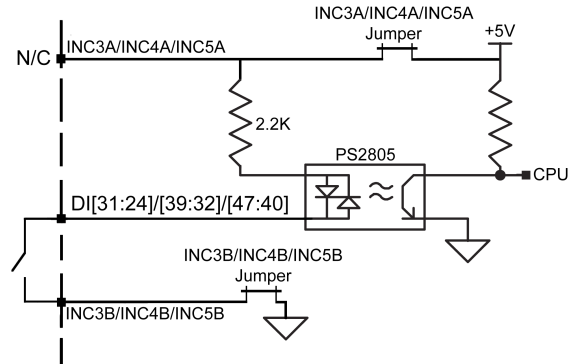 INC3A/INC4A/INC5A
Jumper
+5V
N/C
INC3A/INC4A/INC5A
2.2K
PS2805
CPU
DI[31:24]/[39:32]/[47:40]
INC3B/INC4B/INC5B
Jumper
INC3B/INC4B/INC5B